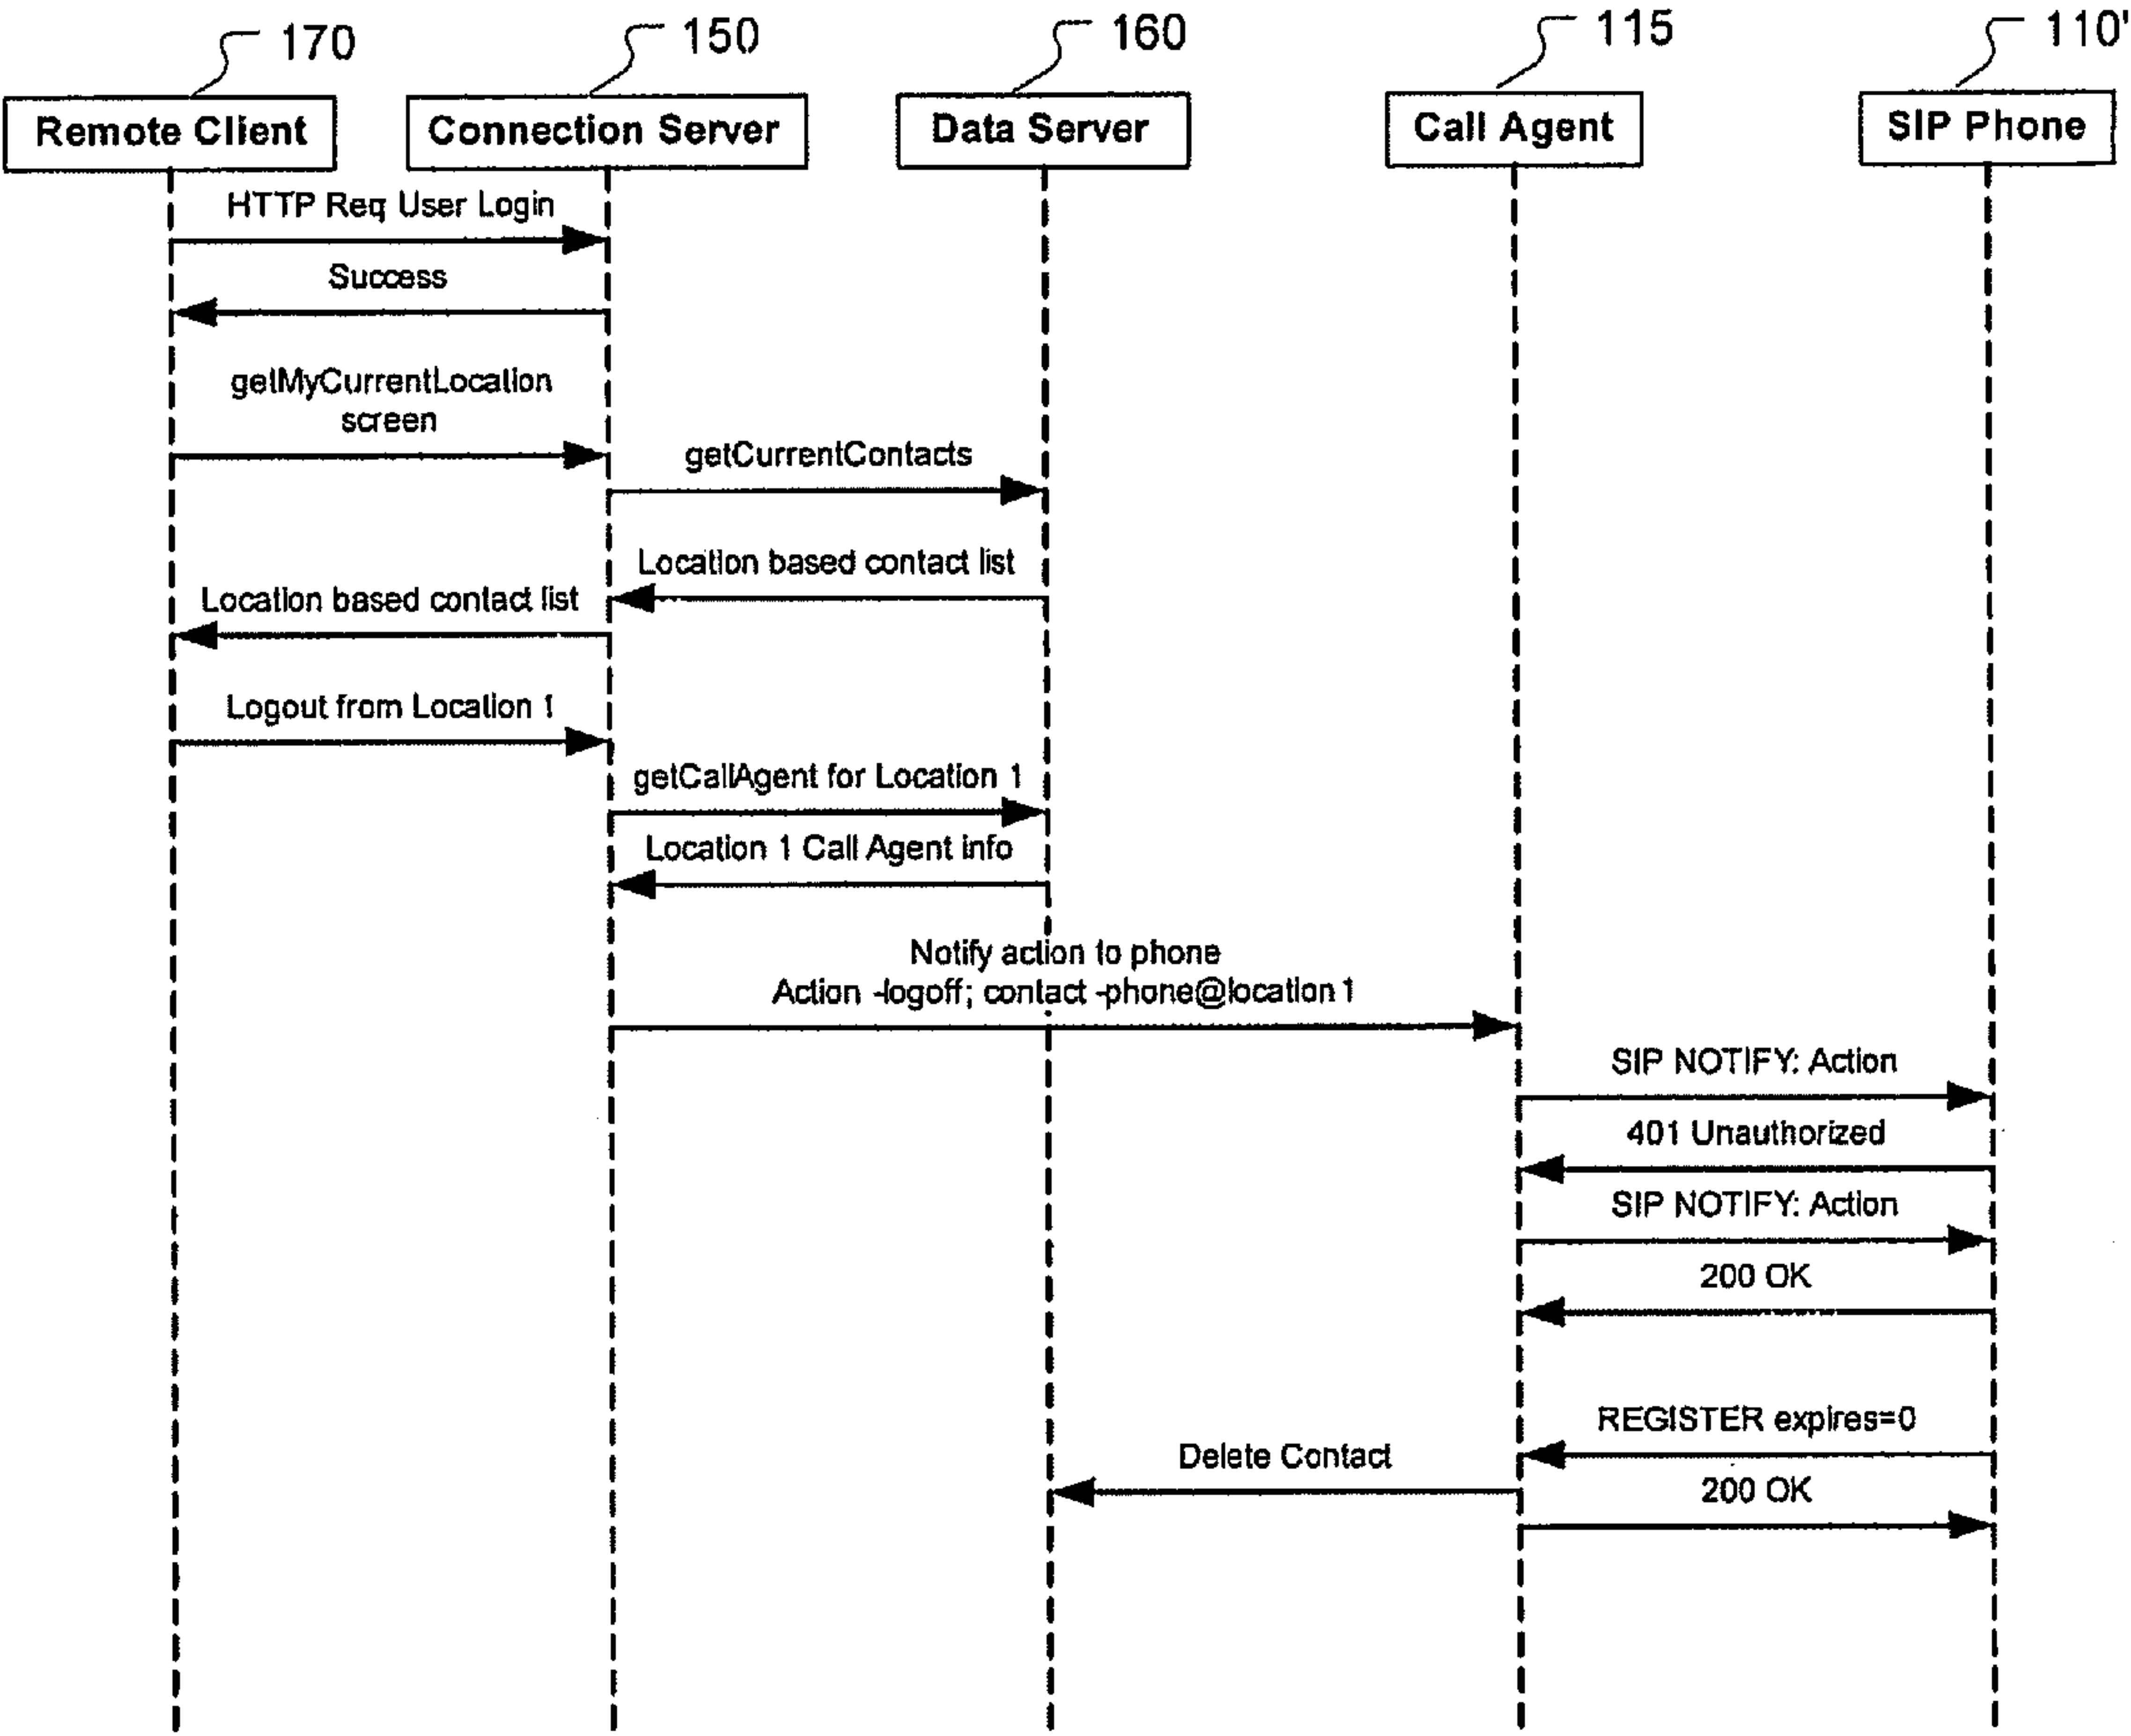 170
150
160
115
110'
Remote Client
Connection Server
Data Server
Call Agent
SIP Phone
HTTP Req User Login
Success
getMyCurrentLocation
screen
getCurrentContacts
Location based contact list
Location based contact list
Logout from Location 1
getCallAgent for Location 1
Location 1 Call Agent info
Notify action to phone
Action -logoff; contact -phone@location1
SIP NOTIFY: Action
401 Unauthorized
SIP NOTIFY: Action
200 OK
REGISTER expires=0
Delete Contact
200 OK